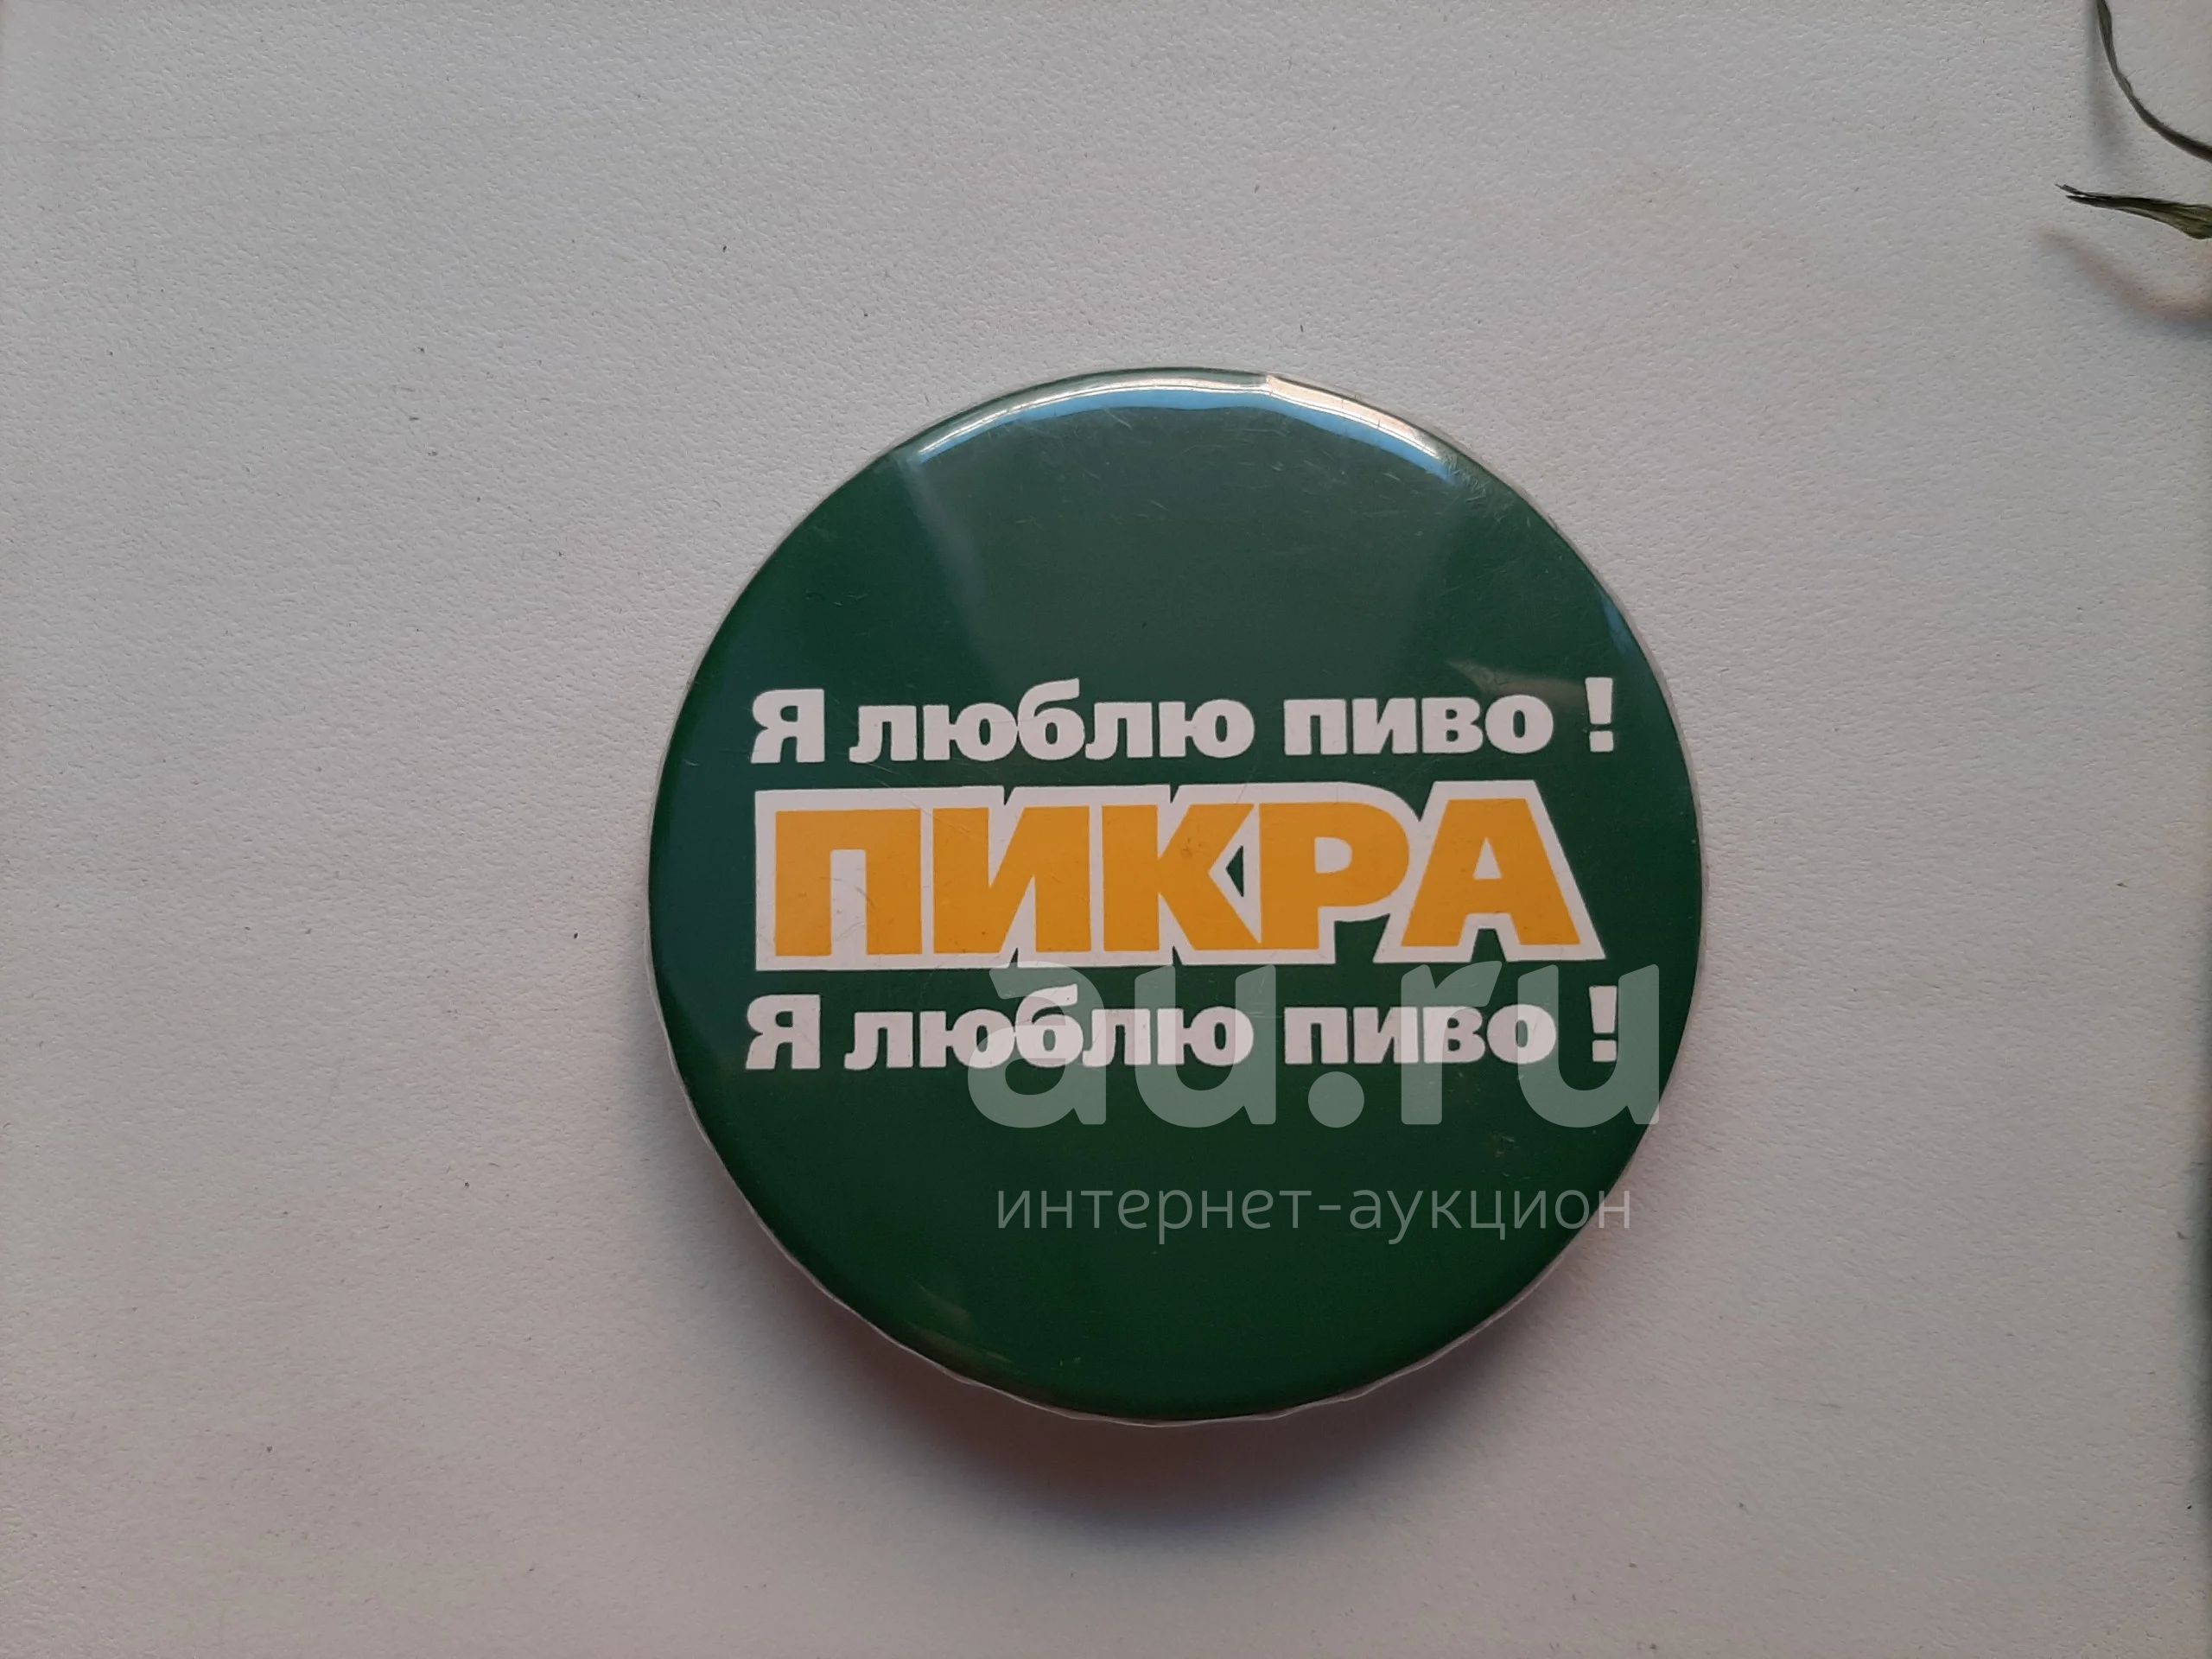 Я люблю пиво !
ПИКРА
Я люблю пиво !
au.ru
интернет-аукцион